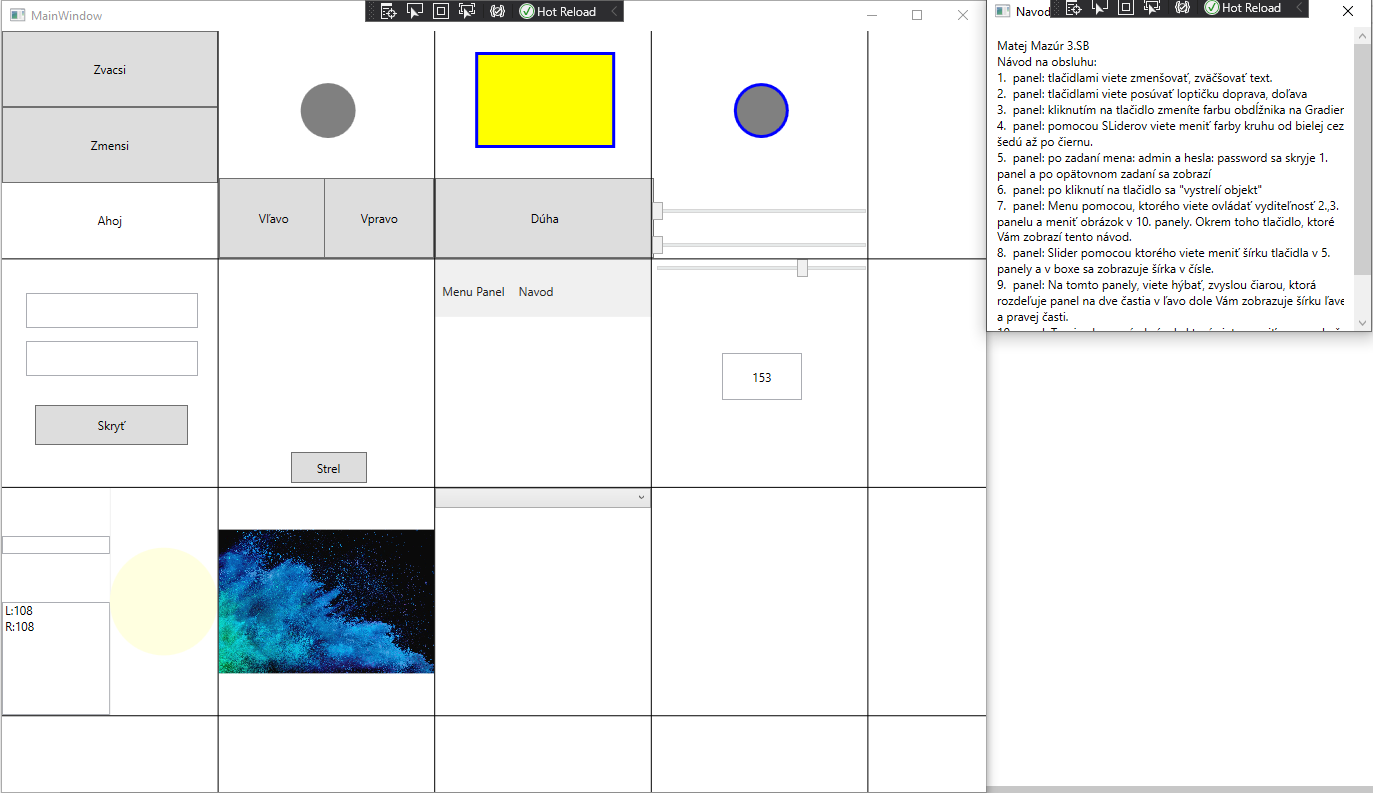 MainWindow
Hot Reload
Zvacsi
Zmensi
Ahoj
Vľavo
Vpravo
Dúha
Menu Panel
Navod
Skryť
Strel
153
L:108
R:108
Navod
Hot Reload
Matej Mazúr 3.SB
Návod na obsluhu:
1. panel: tlačidlami viete zmenšovať, zväčšovať text.
2. panel: tlačidlami viete posúvať loptičku doprava, doľava
3. panel: kliknutím na tlačidlo zmeníte farbu obdĺžnika na Gradien
4. panel: pomocou SLiderov viete meniť farby kruhu od bielej cez
šedú až po čiernu.
5. panel: po zadaní mena: admin a hesla: password sa skryje 1.
panel a po opätovnom zadaní sa zobrazí
6. panel: po kliknutí na tlačidlo sa "vystrelí objekt"
7. panel: Menu pomocou, ktorého viete ovládať vyditeľnosť 2.,3.
panelu a meniť obrázok v 10. panely. Okrem toho tlačidlo, ktoré
Vám zobrazí tento návod.
8. panel: Slider pomocou ktorého viete meniť šírku tlačidla v 5.
panely a v boxe sa zobrazuje šírka v čísle.
9. panel: Na tomto panely, viete hýbať, zvyslou čiarou, ktorá
rozdeľuje panel na dve častia v ľavo dole Vám zobrazuje šírku ľave
a pravej časti.